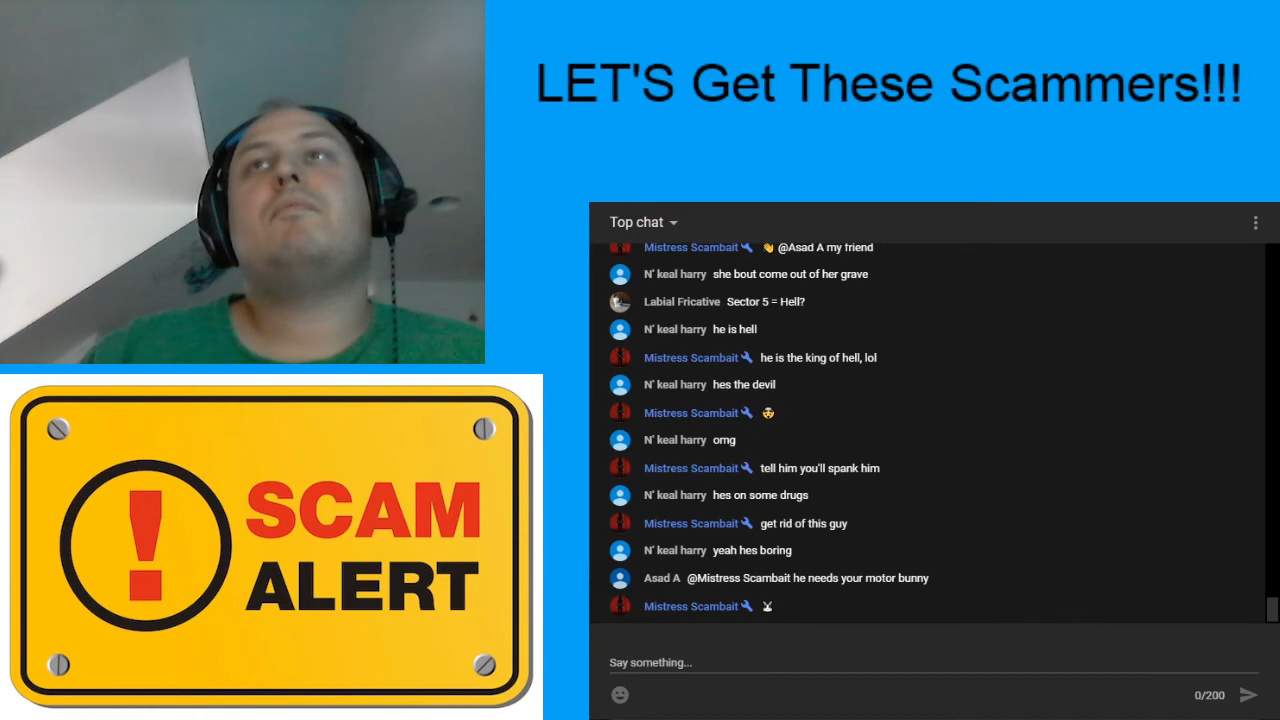 LET'S Get These Scammers!!!
Top chat
Mistress Scambait 👋 @Asad A my friend
N' keal harry she bout come out of her grave
Labial Fricative Sector 5 = Hell?
N' keal harry he is hell
Mistress Scambait he is the king of hell, lol
N' keal harry hes the devil
Mistress Scambait
N' keal harry omg
Mistress Scambait tell him you'll spank him
N' keal harry hes on some drugs
Mistress Scambait get rid of this guy
N' keal harry yeah hes boring
Asad A @Mistress Scambait he needs your motor bunny
Mistress Scambait 🐰
Say something...
0/200
! SCAM
ALERT